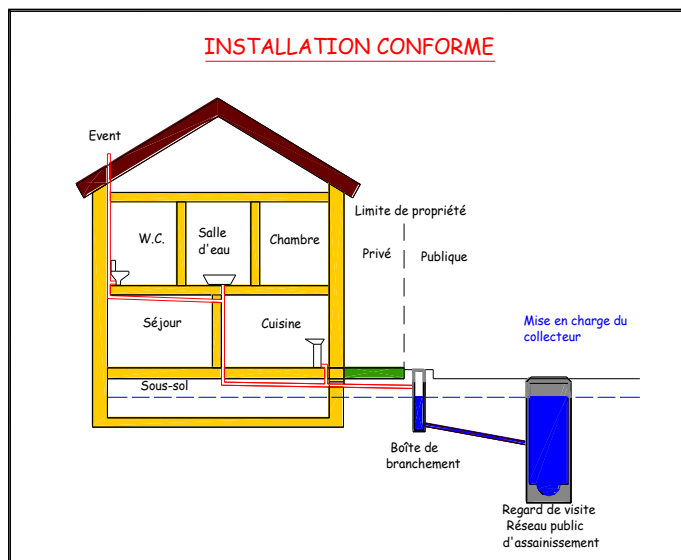 INSTALLATION CONFORME
Event
Limite de propriété
W.C.
Salle
d'eau
Chambre
Privé
Publique
Séjour
Cuisine
Mise en charge du
collecteur
Sous-sol
Boîte de
branchement
Regard de visite
Réseau public
d'assainissement